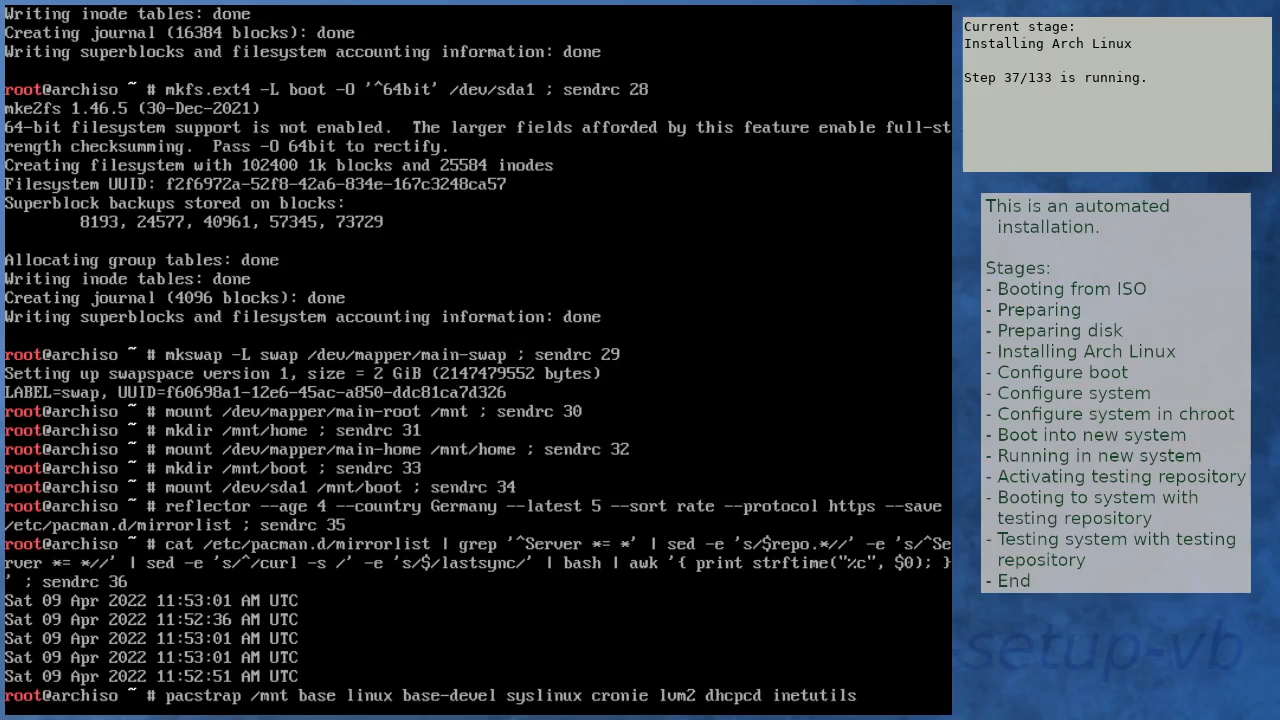 Writing inode tables: done
Creating journal (16384 blocks): done
Writing superblocks and filesystem accounting information: done
root@archiso ~ # mkfs.ext4 -L boot -O '^64bit' /dev/sda1 ; sendrc 28
mke2fs 1.46.5 (30-Dec-2021)
64-bit filesystem support is not enabled.  The larger fields afforded by this feature enable full-st
rength checksumming.  Pass -O 64bit to rectify.
Creating filesystem with 102400 1k blocks and 25584 inodes
Filesystem UUID: f2f6972a-52f8-42a6-834e-167c3248ca57
Superblock backups stored on blocks:
        8193, 24577, 40961, 57345, 73729
Allocating group tables: done
Writing inode tables: done
Creating journal (4096 blocks): done
Writing superblocks and filesystem accounting information: done
root@archiso ~ # mkswap -L swap /dev/mapper/main-swap ; sendrc 29
Setting up swapspace version 1, size = 2 GiB (2147479552 bytes)
LABEL=swap, UUID=f60698a1-12e6-45ac-a850-ddc81ca7d326
root@archiso ~ # mount /dev/mapper/main-root /mnt ; sendrc 30
root@archiso ~ # mkdir /mnt/home ; sendrc 31
root@archiso ~ # mount /dev/mapper/main-home /mnt/home ; sendrc 32
root@archiso ~ # mkdir /mnt/boot ; sendrc 33
root@archiso ~ # mount /dev/sda1 /mnt/boot ; sendrc 34
root@archiso ~ # reflector --age 4 --country Germany --latest 5 --sort rate --protocol https --save
/etc/pacman.d/mirrorlist ; sendrc 35
root@archiso ~ # cat /etc/pacman.d/mirrorlist | grep '^Server *= *' | sed -e 's/$repo.*//' -e 's/^Se
rver *= *//' | sed -e 's/^/curl -s /' -e 's/$/lastsync/' | bash | awk '{ print strftime("%c", $0); }
' ; sendrc 36
Sat 09 Apr 2022 11:53:01 AM UTC
Sat 09 Apr 2022 11:52:36 AM UTC
Sat 09 Apr 2022 11:53:01 AM UTC
Sat 09 Apr 2022 11:53:01 AM UTC
Sat 09 Apr 2022 11:52:51 AM UTC
root@archiso ~ # pacstrap /mnt base linux base-devel syslinux cronie lvm2 dhcpcd inetutils
Current stage:
Installing Arch Linux
Step 37/133 is running.
This is an automated
installation.
Stages:
- Booting from ISO
- Preparing
- Preparing disk
- Installing Arch Linux
- Configure boot
- Configure system
- Configure system in chroot
- Boot into new system
- Running in new system
- Activating testing repository
- Booting to system with
testing repository
- Testing system with testing
repository
- End
-setup-vb